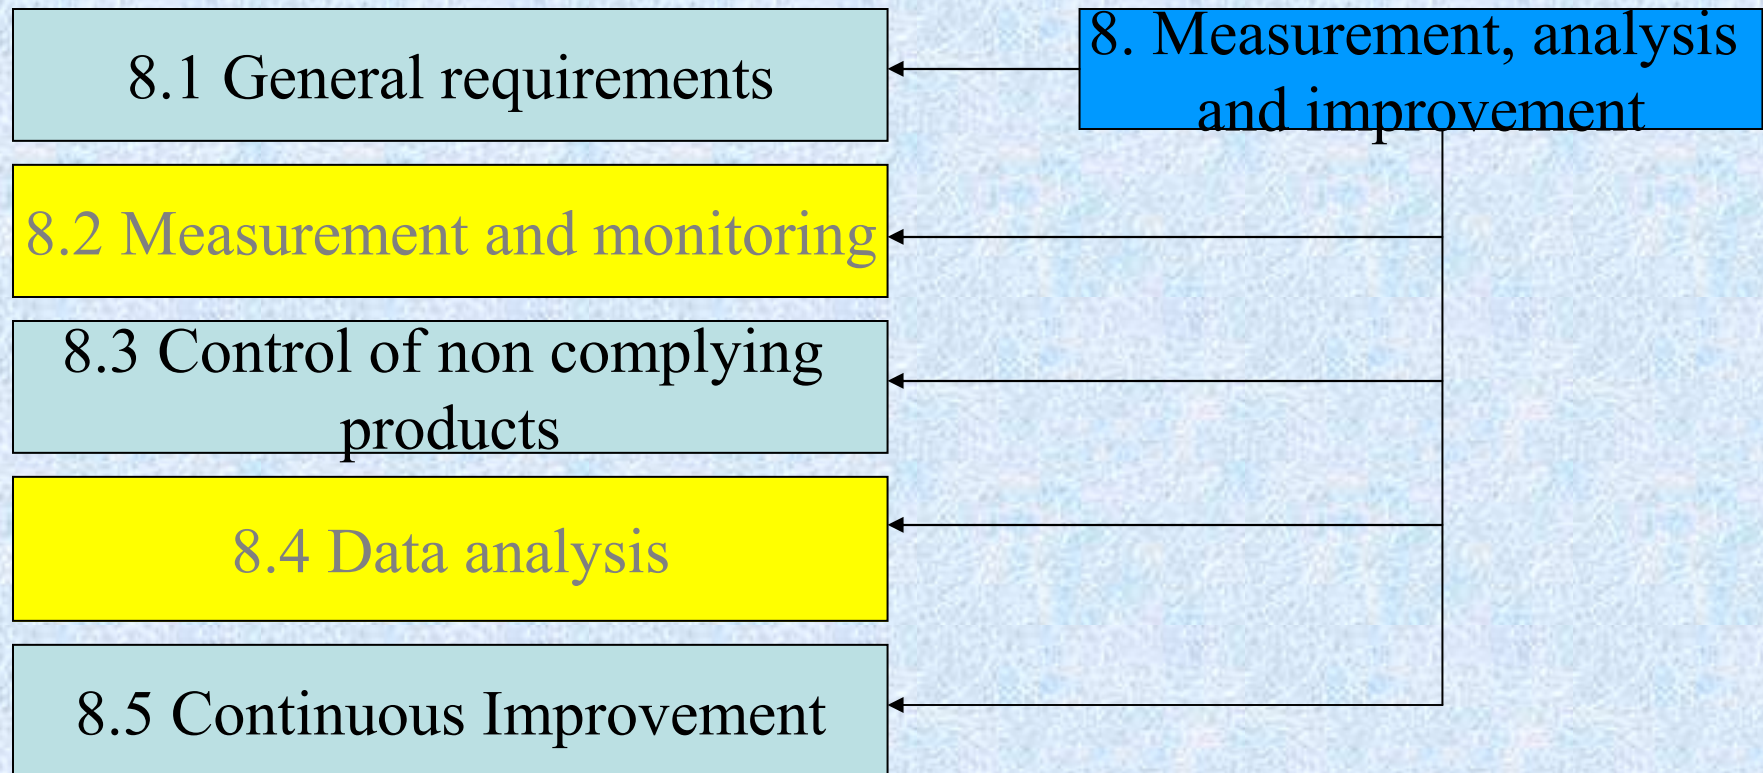 8.1 General requirements
8. Measurement, analysis
and improvement
8.2 Measurement and monitoring
8.3 Control of non complying
products
8.4 Data analysis
8.5 Continuous Improvement